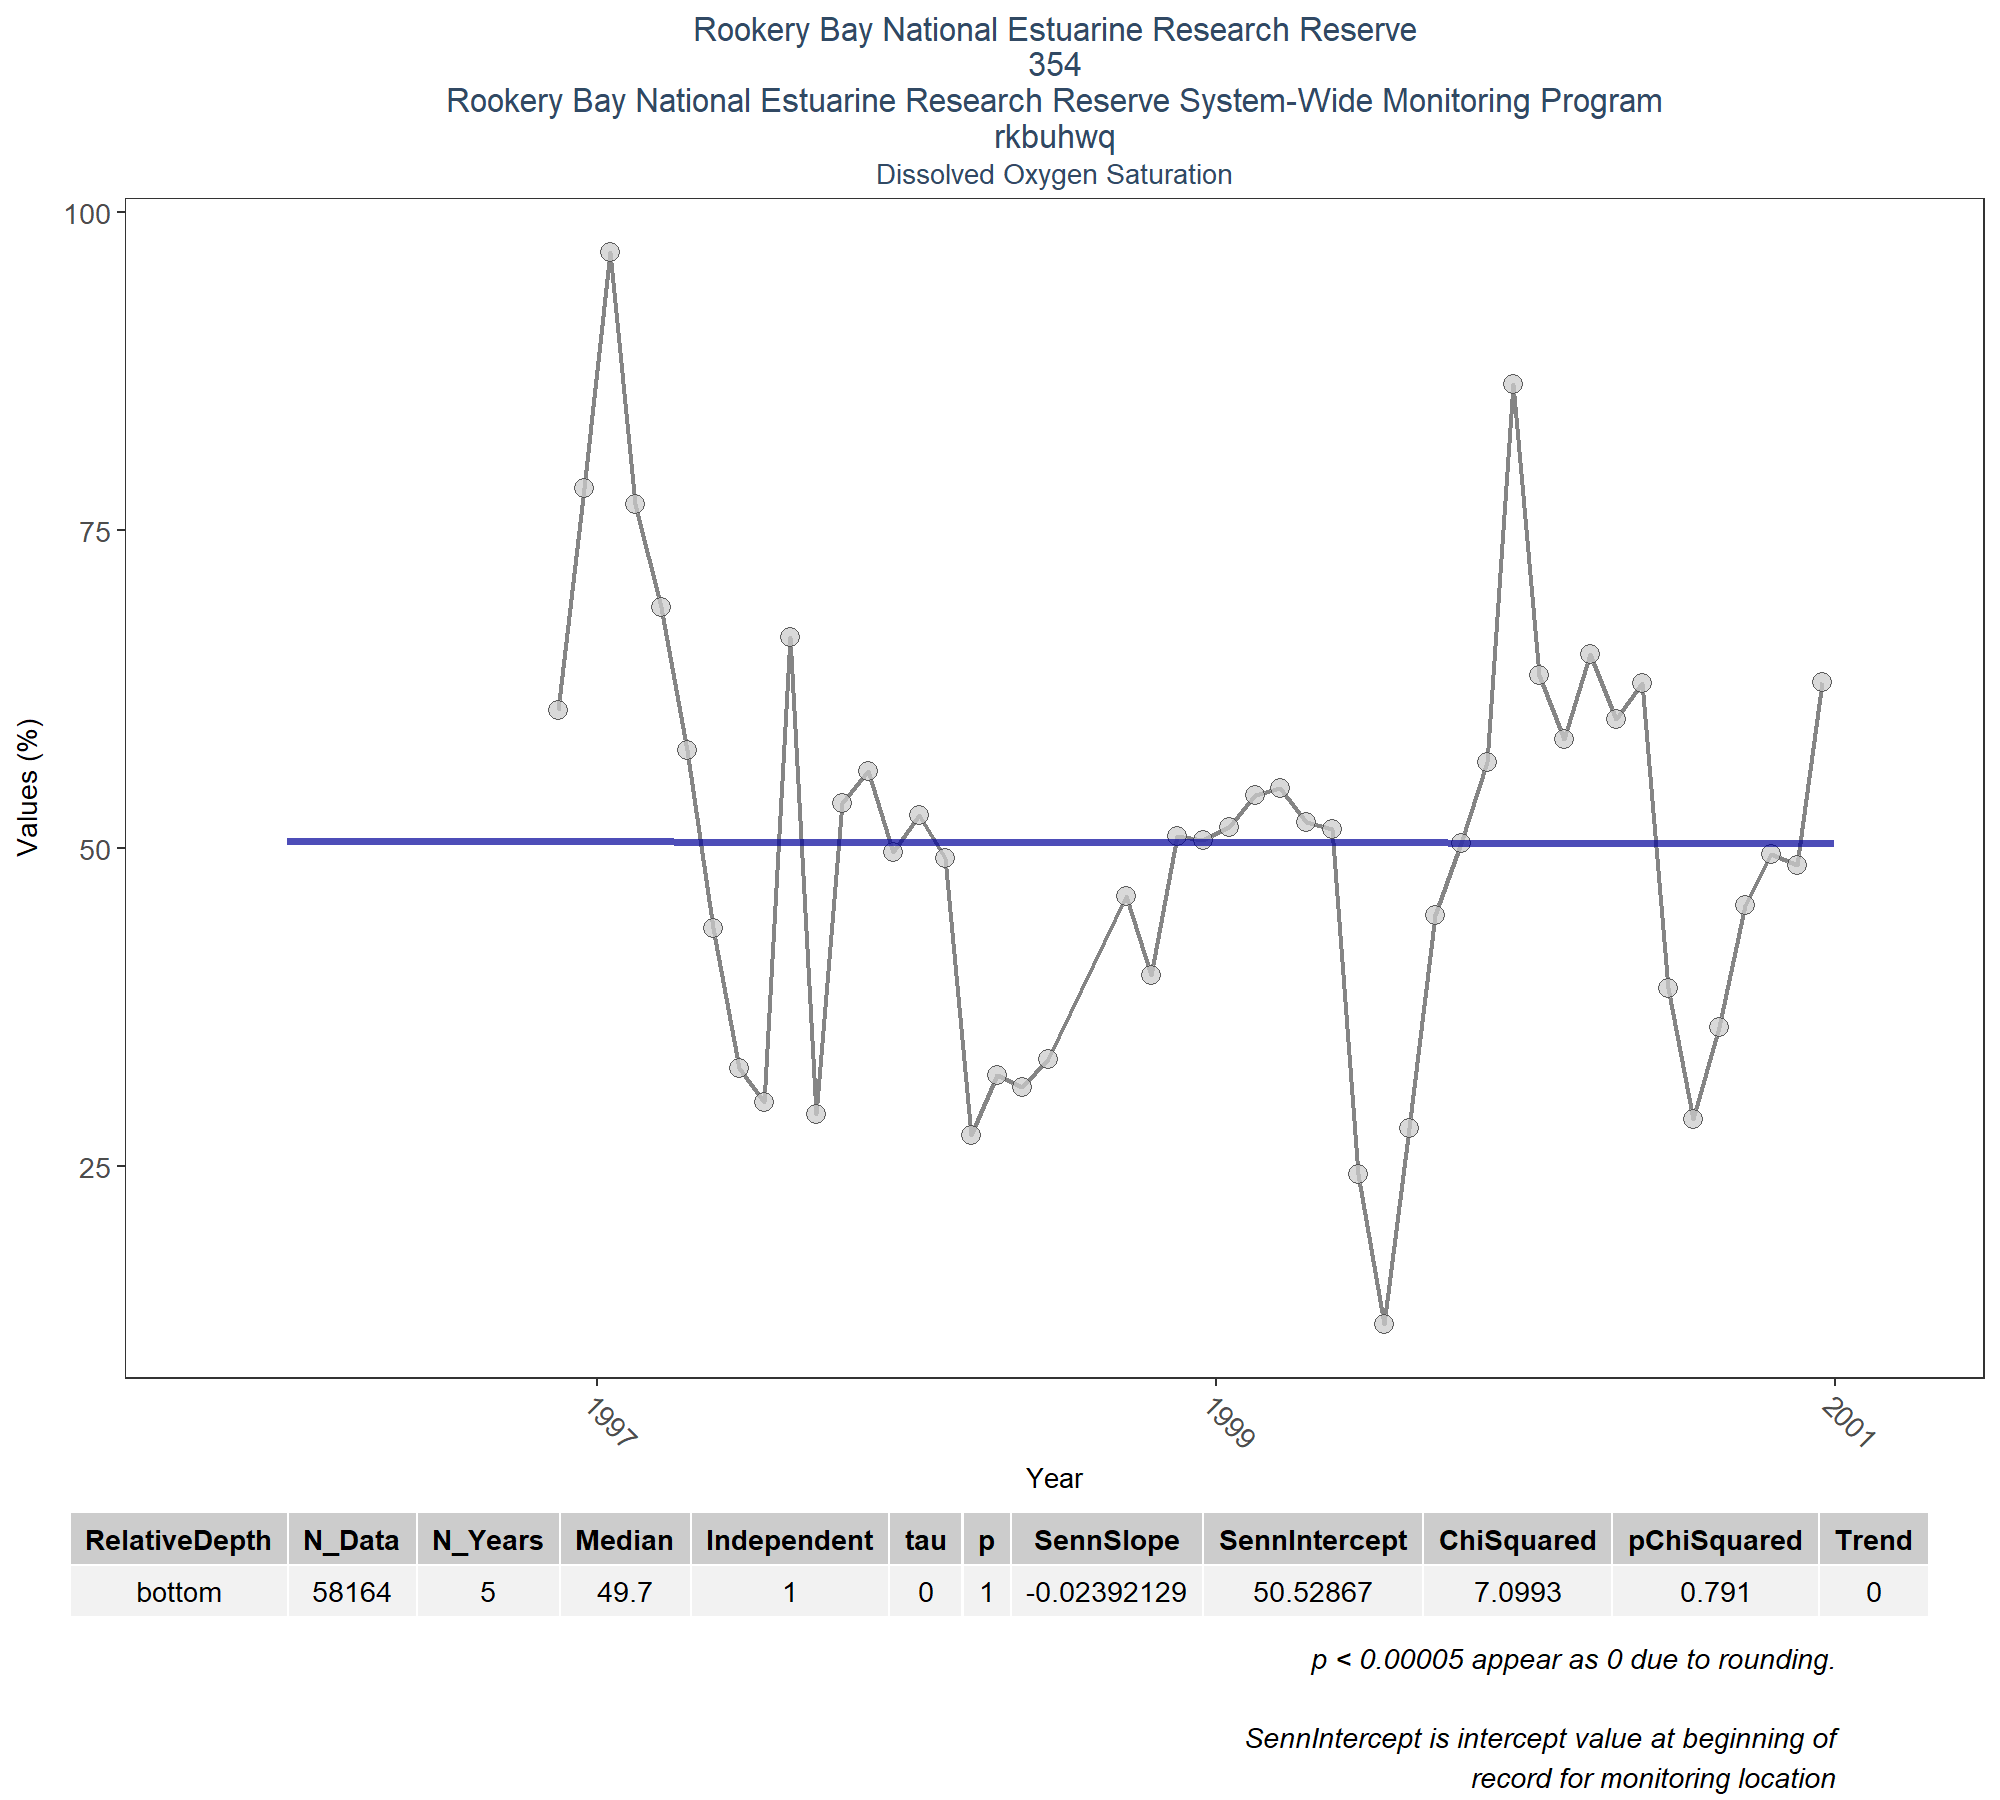 Rookery Bay National Estuarine Research Reserve
354
Rookery Bay National Estuarine Research Reserve System-Wide Monitoring Program
rkbuhwq
Dissolved Oxygen Saturation
100
75
50
25
Values (%)
1997 1999 2001
Year
RelativeDepth N_Data N_Years Median Independent tau p SennSlope SennIntercept ChiSquared pChiSquared Trend
bottom 58164 5 49.7 1 0 1 -0.02392129 50.52867 7.0993 0.791 0
p < 0.00005 appear as 0 due to rounding.
SennIntercept is intercept value at beginning of
record for monitoring location